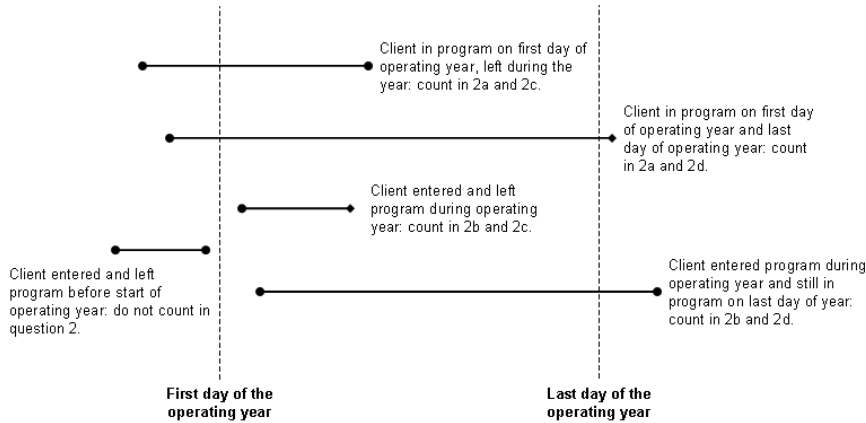 Client in program on first day of
operating year, left during the
year: count in 2a and 2c.
Client in program on first day
of operating year and last
day of operating year: count
in 2a and 2d.
Client entered and left
program during operating
year: count in 2b and 2c.
Client entered and left
program before start of
operating year: do not count in
question 2.
Client entered program during
operating year and still in
program on last day of year:
count in 2b and 2d.
First day of the
operating year
Last day of the
operating year